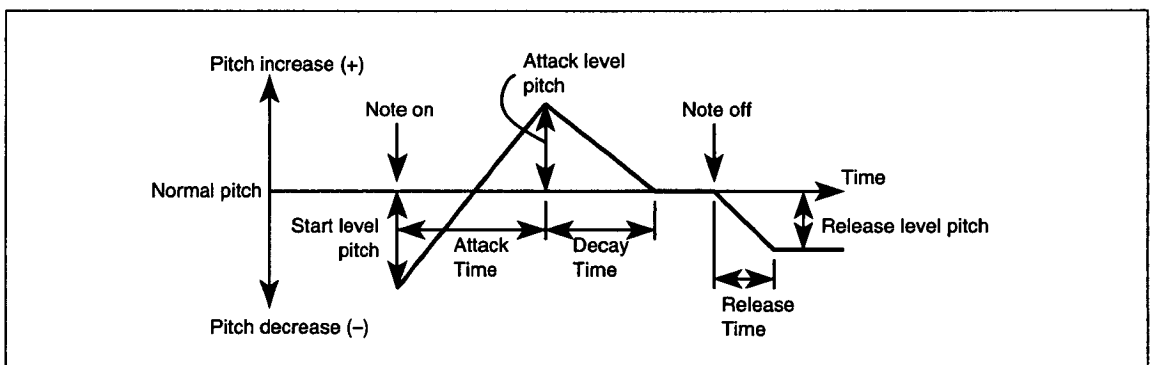 Pitch increase (+)
Attack level
pitch
Note on
Note off
Normal pitch
Time
Start level
pitch
Attack
Time
Decay
Time
Release level pitch
Release
Time
Pitch decrease (–)